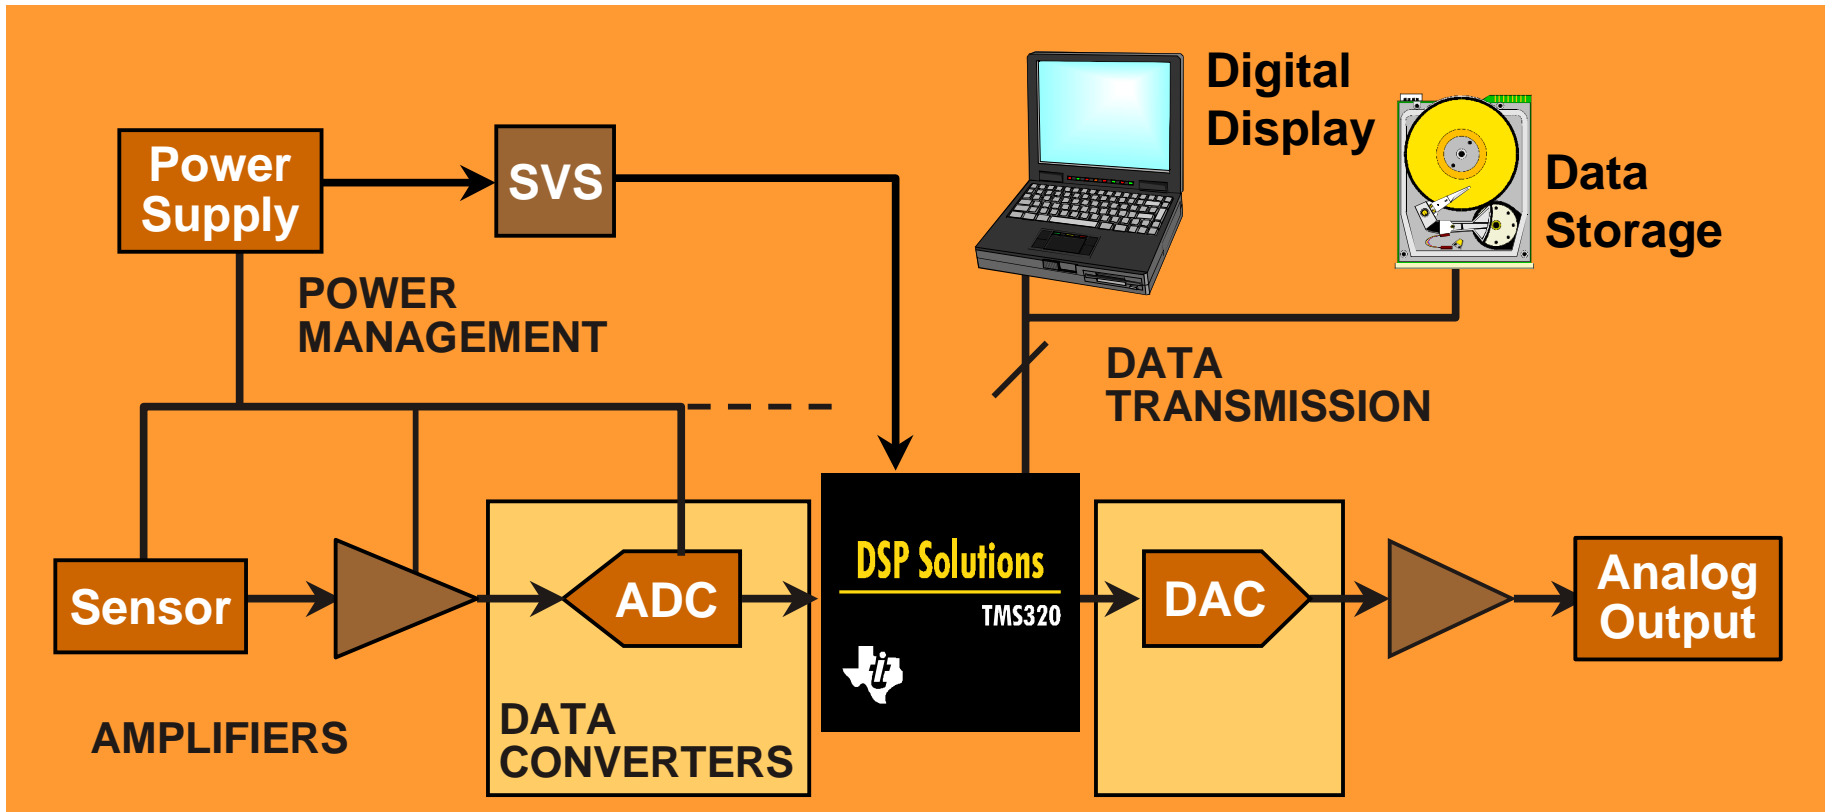 Digital
Display
Data
Storage
Power
Supply
SVS
POWER
MANAGEMENT
DATA
TRANSMISSION
Sensor
ADC
DSP Solutions
TMS320
DAC
Analog
Output
AMPLIFIERS
DATA
CONVERTERS